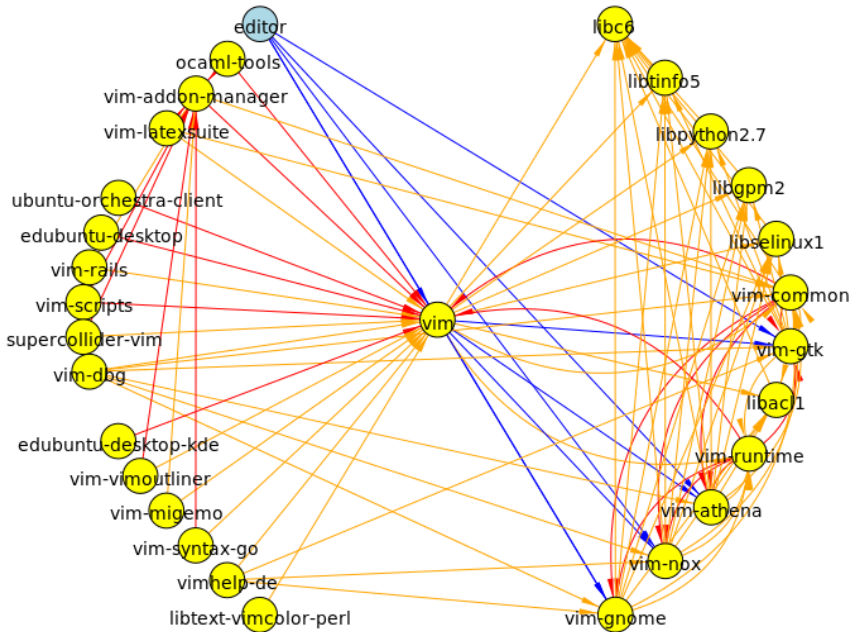 editor
ocaml-tools
vim-addon-manager
vim-latexsuite
ubuntu-orchestra-client
edubuntu-desktop
vim-rails
vim-scripts
supercollider-vim
vim-dbg
edubuntu-desktop-kde
vim-vimoutliner
vim-migemo
vim-syntax-go
vimhelp-de
libtext-vimcolor-perl
vim
libc6
libtinfo5
libpython2.7
libgpm2
libselinux1
vim-common
vim-gtk
libacl1
vim-runtime
vim-athena
vim-nox
vim-gnome